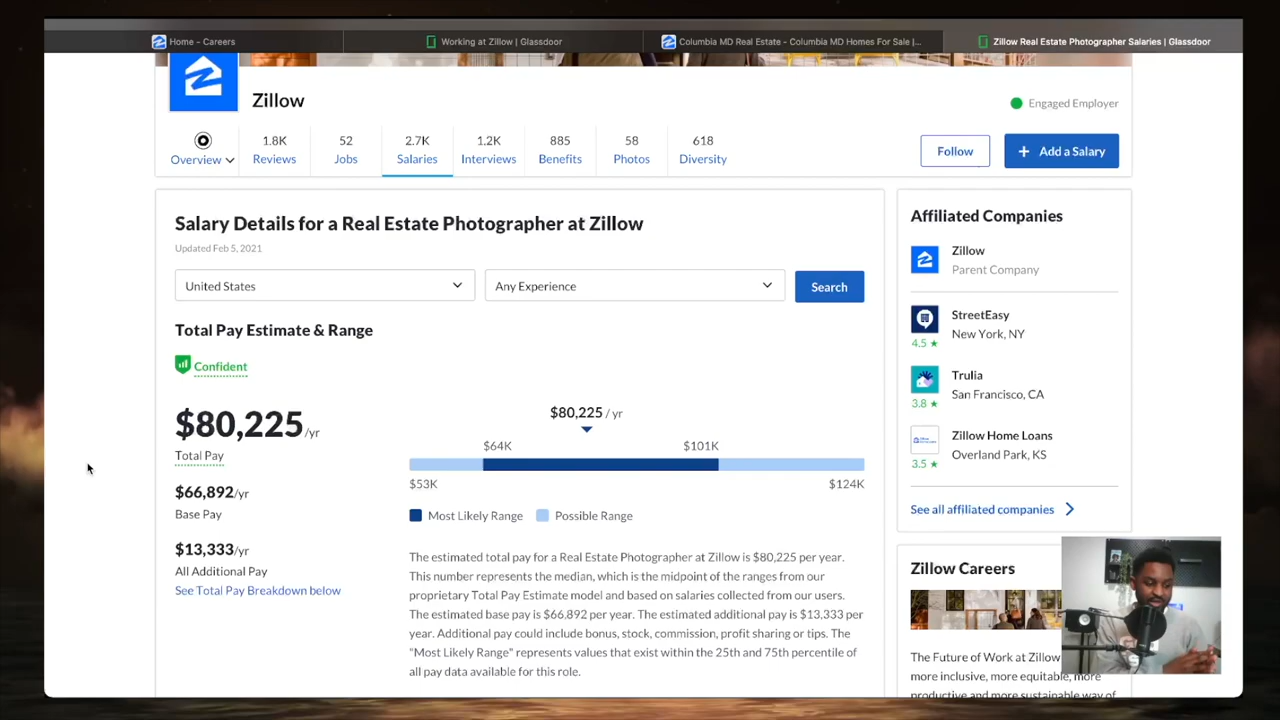 Home - Careers
Working at Zillow | Glassdoor
Columbia MD Real Estate - Columbia MD Homes For Sale |...
Zillow Real Estate Photographer Salaries | Glassdoor
Zillow
Engaged Employer
Overview
1.8K
Reviews
52
Jobs
2.7K
Salaries
1.2K
Interviews
885
Benefits
58
Photos
618
Diversity
Follow
+ Add a Salary
Salary Details for a Real Estate Photographer at Zillow
Updated Feb 5, 2021
United States
Any Experience
Search
Total Pay Estimate & Range
Confident
$80,225/yr
Total Pay
$66,892/yr
Base Pay
$13,333/yr
All Additional Pay
See Total Pay Breakdown below
$80,225 / yr
$64K
$101K
$53K
$124K
Most Likely Range
Possible Range
The estimated total pay for a Real Estate Photographer at Zillow is $80,225 per year.
This number represents the median, which is the midpoint of the ranges from our
proprietary Total Pay Estimate model and based on salaries collected from our users.
The estimated base pay is $66,892 per year. The estimated additional pay is $13,333 per
year. Additional pay could include bonus, stock, commission, profit sharing or tips. The
"Most Likely Range" represents values that exist within the 25th and 75th percentile of
all pay data available for this role.
Affiliated Companies
Zillow
Parent Company
StreetEasy
New York, NY
4.5 ★
Trulia
San Francisco, CA
3.8 ★
Zillow Home Loans
Overland Park, KS
3.5 ★
See all affiliated companies
Zillow Careers
The Future of Work at Zillow
more inclusive, more equitable, more
productive and more sustainable way of